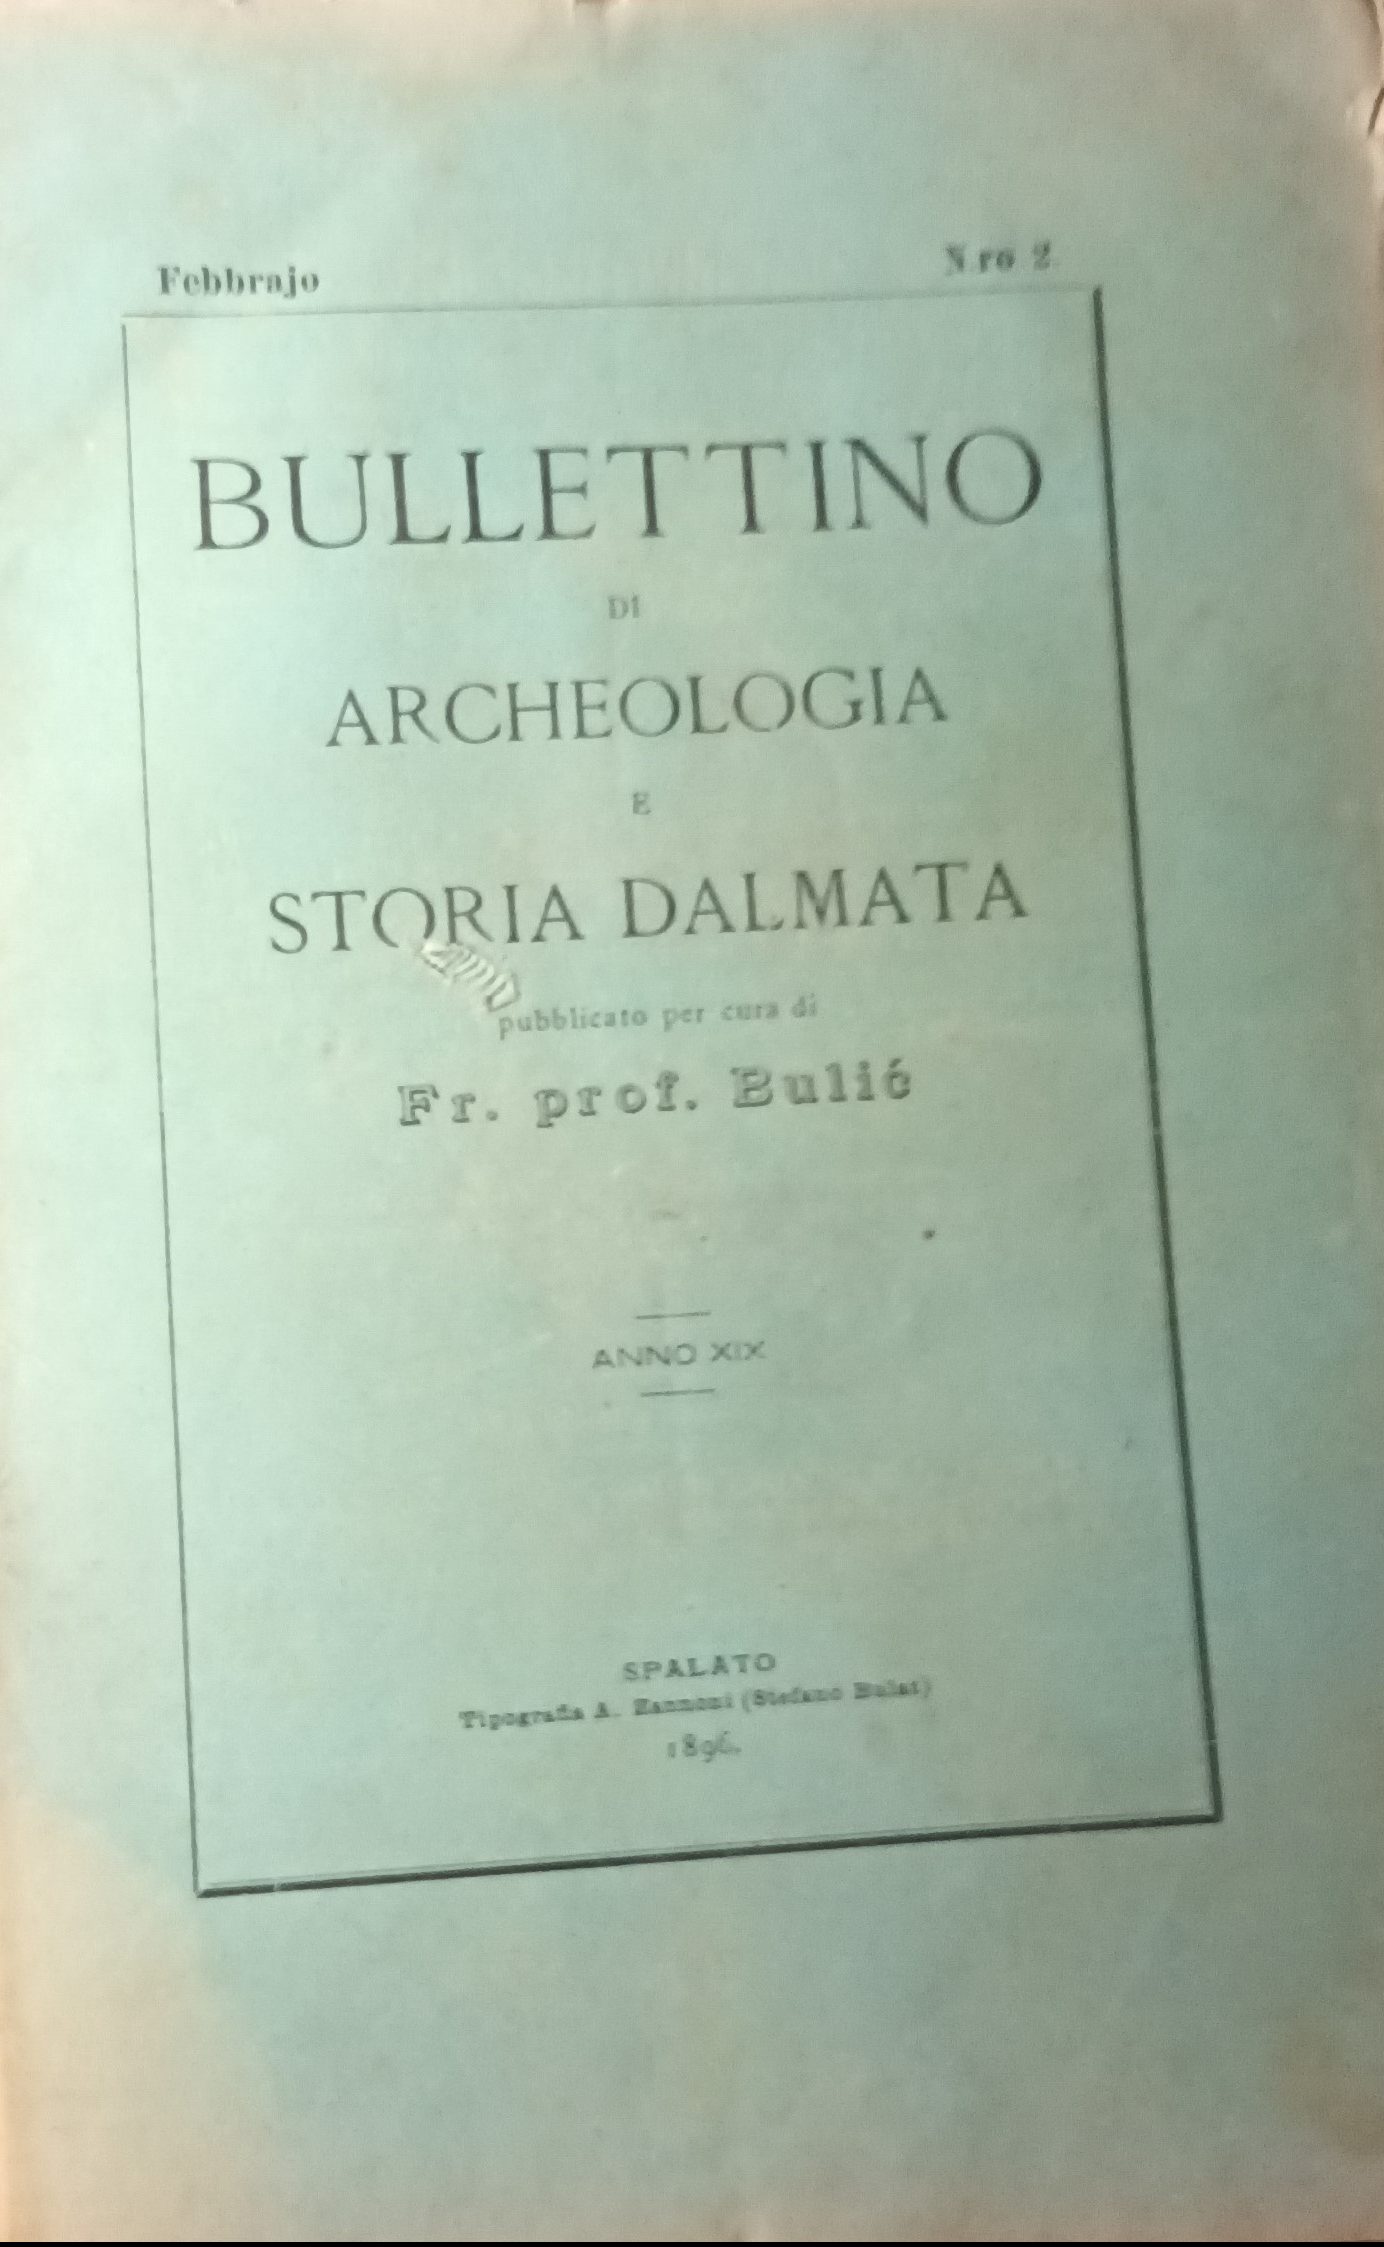 Febbrajo
N.ro 2
BULLETTINO
DI
ARCHEOLOGIA
E
STORIA DALMATA
pubblicato per cura di
Fr. prof. Bulić
ANNO XIX
SPALATO
Tipografia A. Zannoni (Stefano Bulat)
1896.